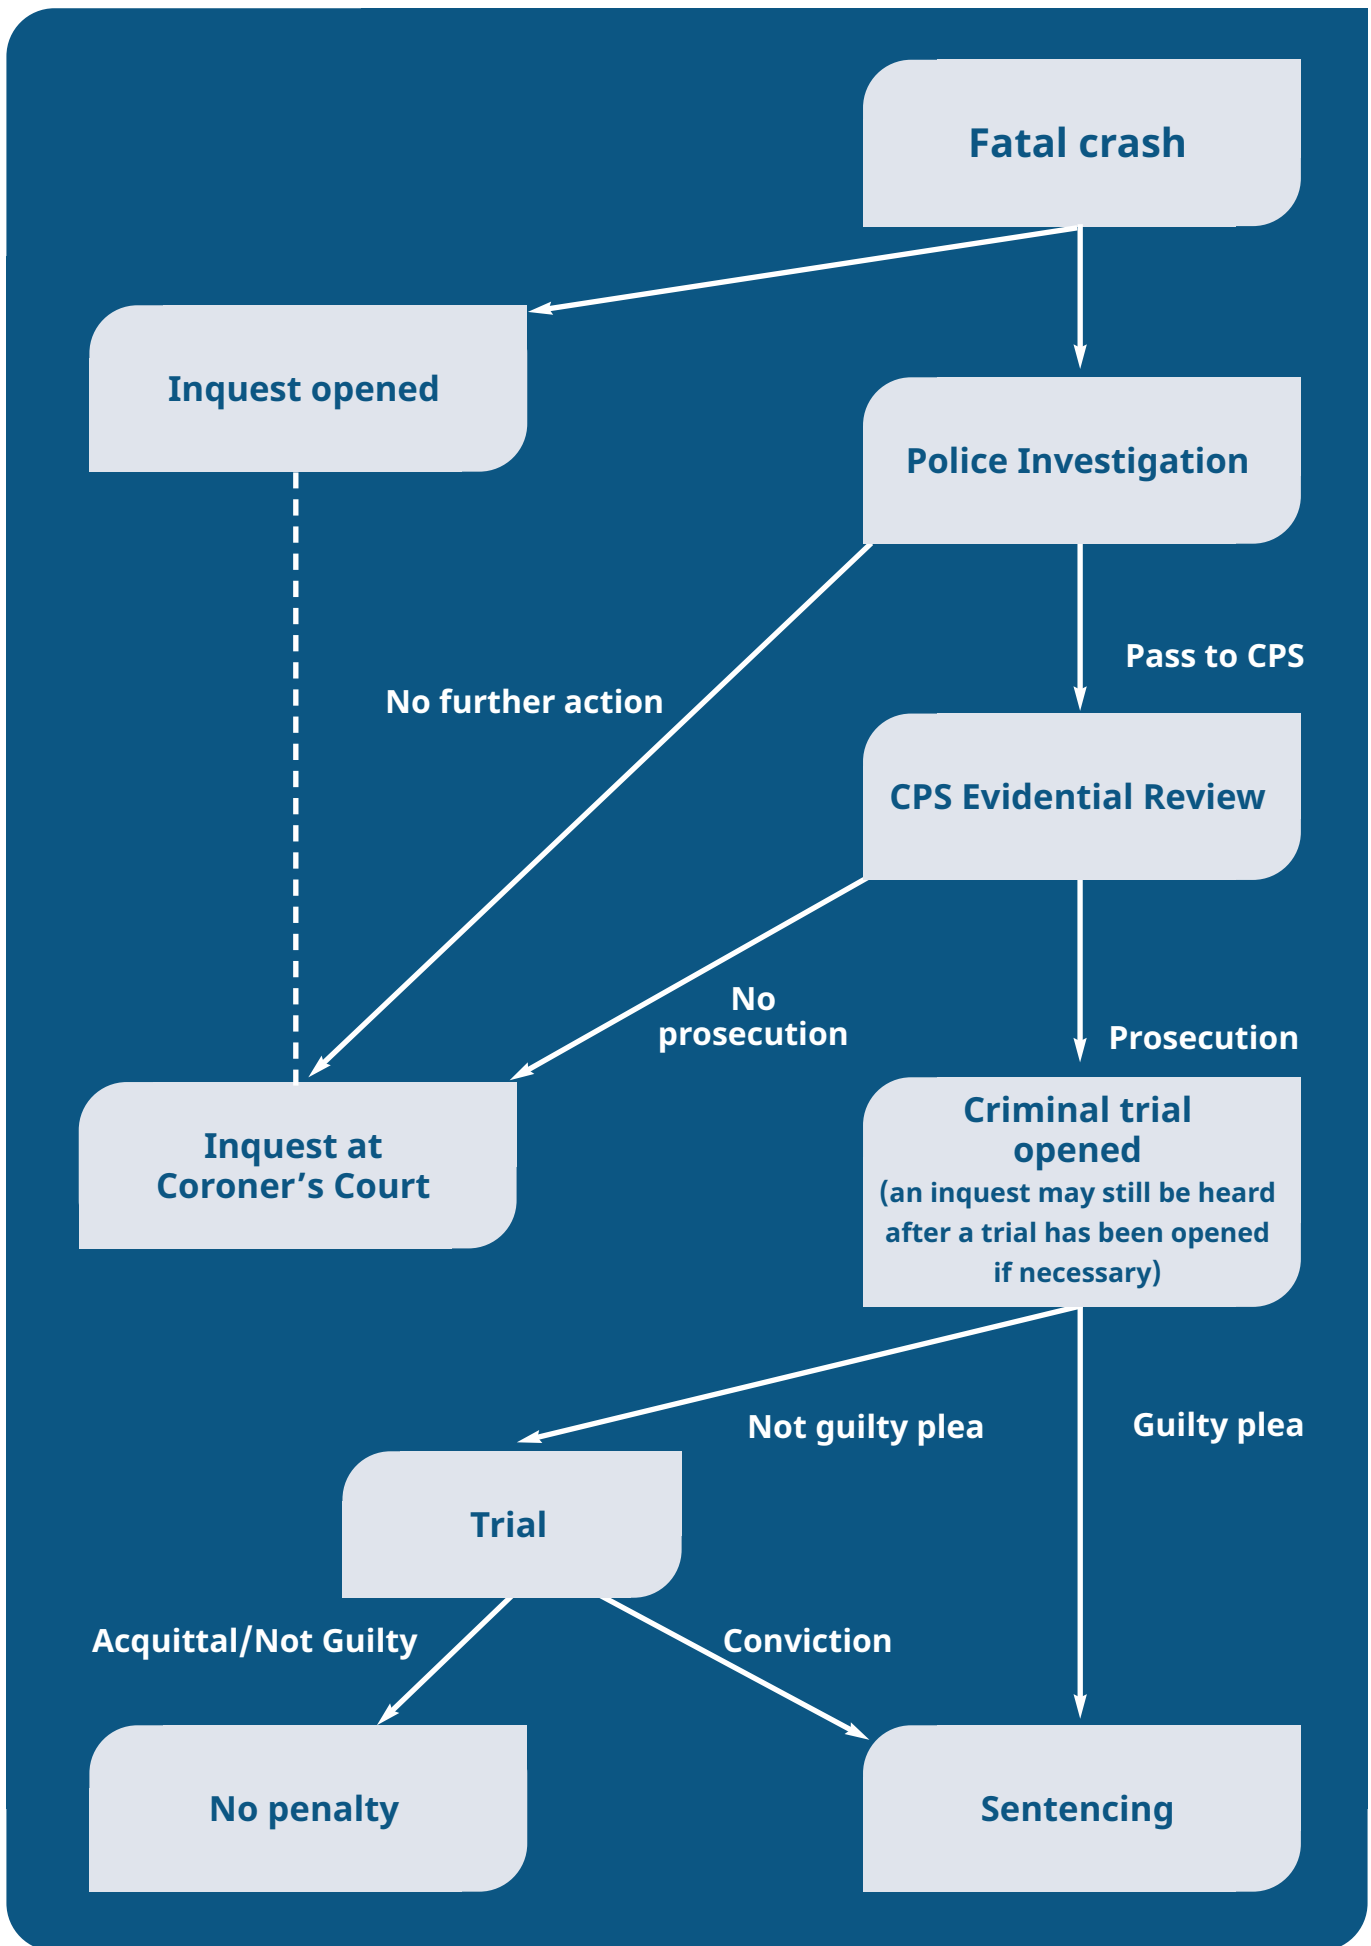 Fatal crash
Inquest opened
Police Investigation
Pass to CPS
No further action
CPS Evidential Review
No
prosecution
Prosecution
Inquest at
Coroner’s Court
Criminal trial
opened
(an inquest may still be heard
after a trial has been opened
if necessary)
Not guilty plea
Guilty plea
Trial
Acquittal/Not Guilty
Conviction
No penalty
Sentencing